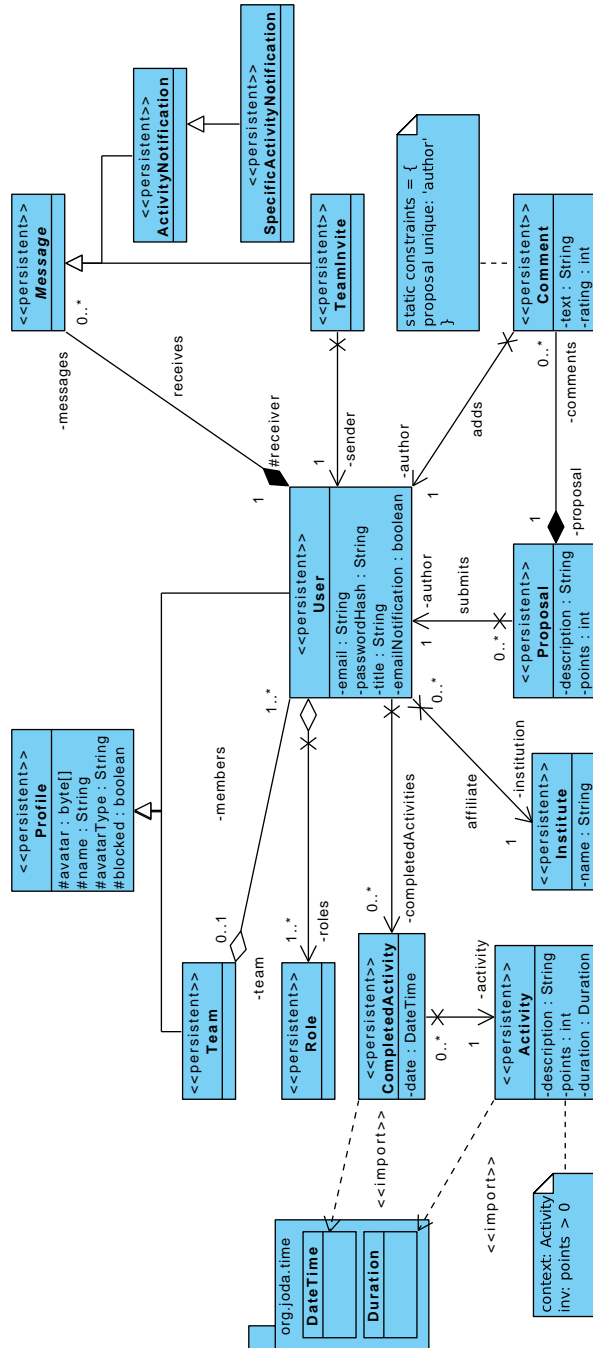 <<persistent>>
Profile
#avatar : byte[]
#name : String
#avatarType : String
#blocked : boolean
<<persistent>>
Message
<<persistent>>
ActivityNotification
<<persistent>>
SpecificActivityNotification
<<persistent>>
Team
0..1
-team
1..*
-members
-messages
0..*
receives
1
#receiver
<<persistent>>
TeamInvite
1
-sender
<<persistent>>
Role
1..*
-roles
<<persistent>>
User
-email : String
-passwordHash : String
-title : String
-emailNotification : boolean
org.joda.time
DateTime
Duration
<<import>>
<<import>>
<<persistent>>
CompletedActivity
-date : DateTime
0..*
-completedActivities
0..*
1
-activity
<<persistent>>
Activity
-description : String
-points : int
-duration : Duration
context: Activity
inv: points > 0
0..*
affiliate
1
-institution
<<persistent>>
Institute
-name : String
1
-author
submits
0..*
<<persistent>>
Proposal
-description : String
-points : int
1
-proposal
-author
1
adds
0..*
-comments
<<persistent>>
Comment
-text : String
-rating : int
static constraints = {
proposal unique: 'author'
}